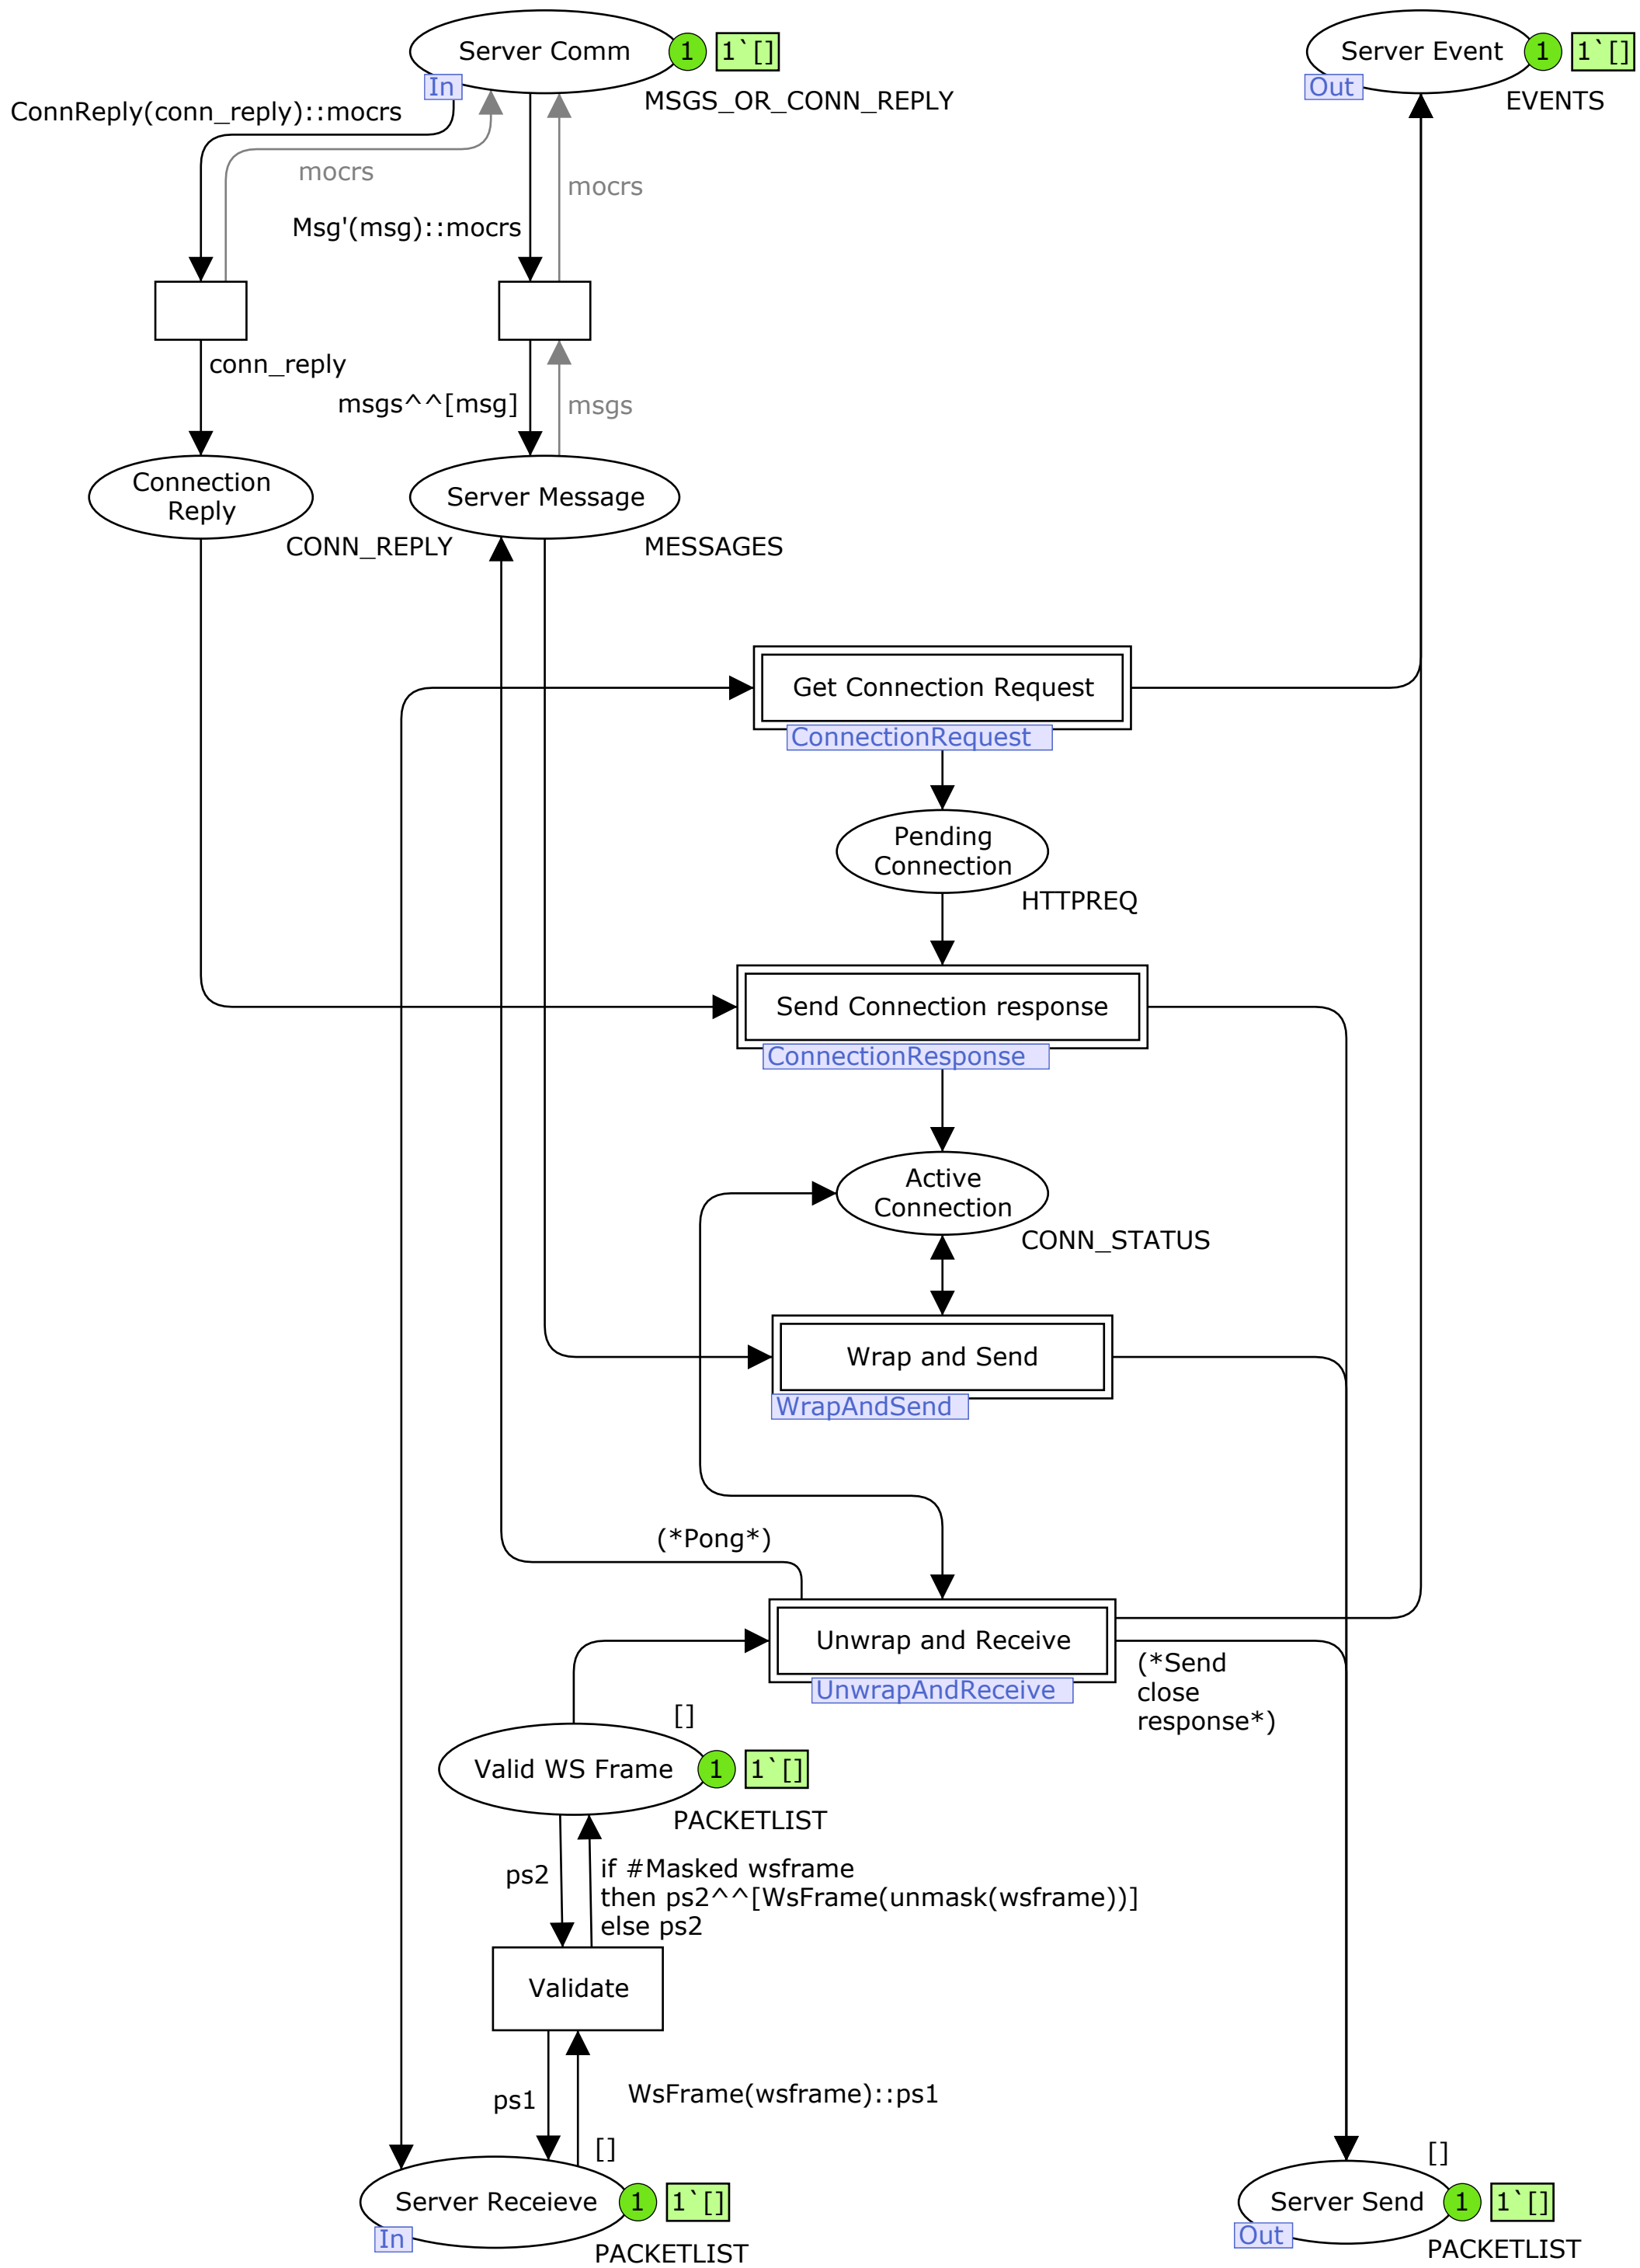 Server Comm
1
1`[]
In
MSGS_OR_CONN_REPLY
Server Event
1
1`[]
Out
EVENTS
ConnReply(conn_reply)::mocrs
mocrs
mocrs
Msg'(msg)::mocrs
conn_reply
msgs^^[msg]
msgs
Connection
Reply
CONN_REPLY
Server Message
MESSAGES
Get Connection Request
ConnectionRequest
Pending
Connection
HTTPREQ
Send Connection response
ConnectionResponse
Active
Connection
CONN_STATUS
Wrap and Send
WrapAndSend
(*Pong*)
Unwrap and Receive
UnwrapAndReceive
(*Send
close
response*)
[]
Valid WS Frame
1
1`[]
PACKETLIST
ps2
if #Masked wsframe
then ps2^^[WsFrame(unmask(wsframe))]
else ps2
Validate
ps1
WsFrame(wsframe)::ps1
[]
Server Receieve
1
1`[]
In
PACKETLIST
[]
Server Send
1
1`[]
Out
PACKETLIST